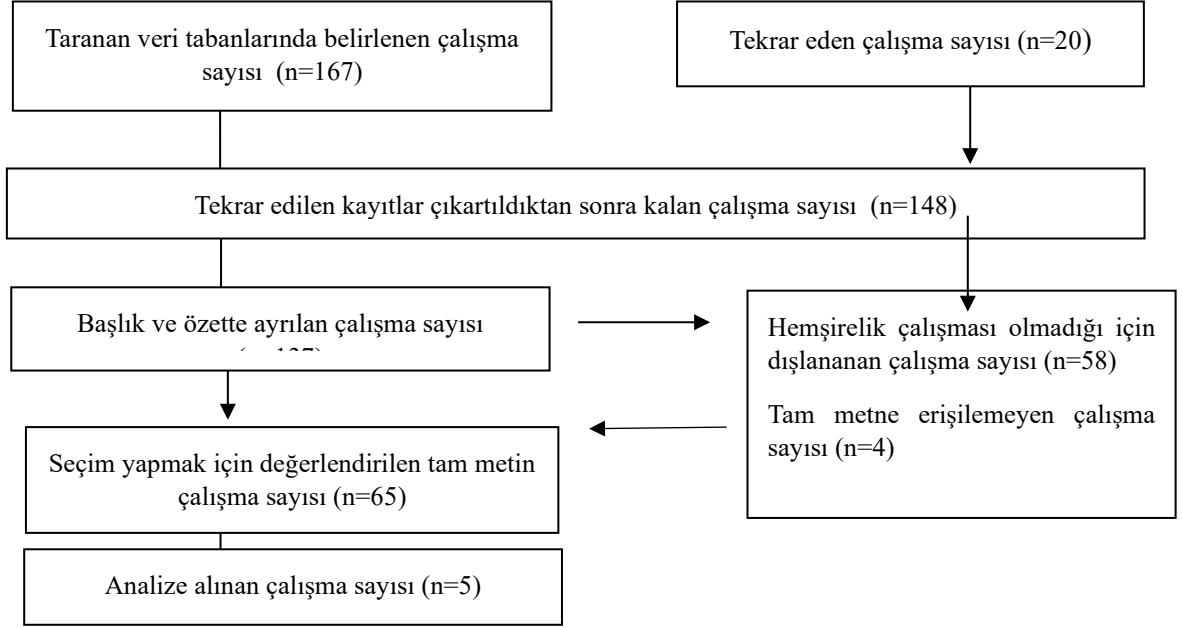 Taranan veri tabanlarında belirlenen çalışma
sayısı (n=167)
Tekrar eden çalışma sayısı (n=20)
Tekrar edilen kayıtlar çıkartıldıktan sonra kalan çalışma sayısı (n=148)
Başlık ve özette ayrılan çalışma sayısı
Hemşirelik çalışması olmadığı için
dışlananan çalışma sayısı (n=58)
Tam metne erişilemeyen çalışma
sayısı (n=4)
Seçim yapmak için değerlendirilen tam metin
çalışma sayısı (n=65)
Analize alınan çalışma sayısı (n=5)